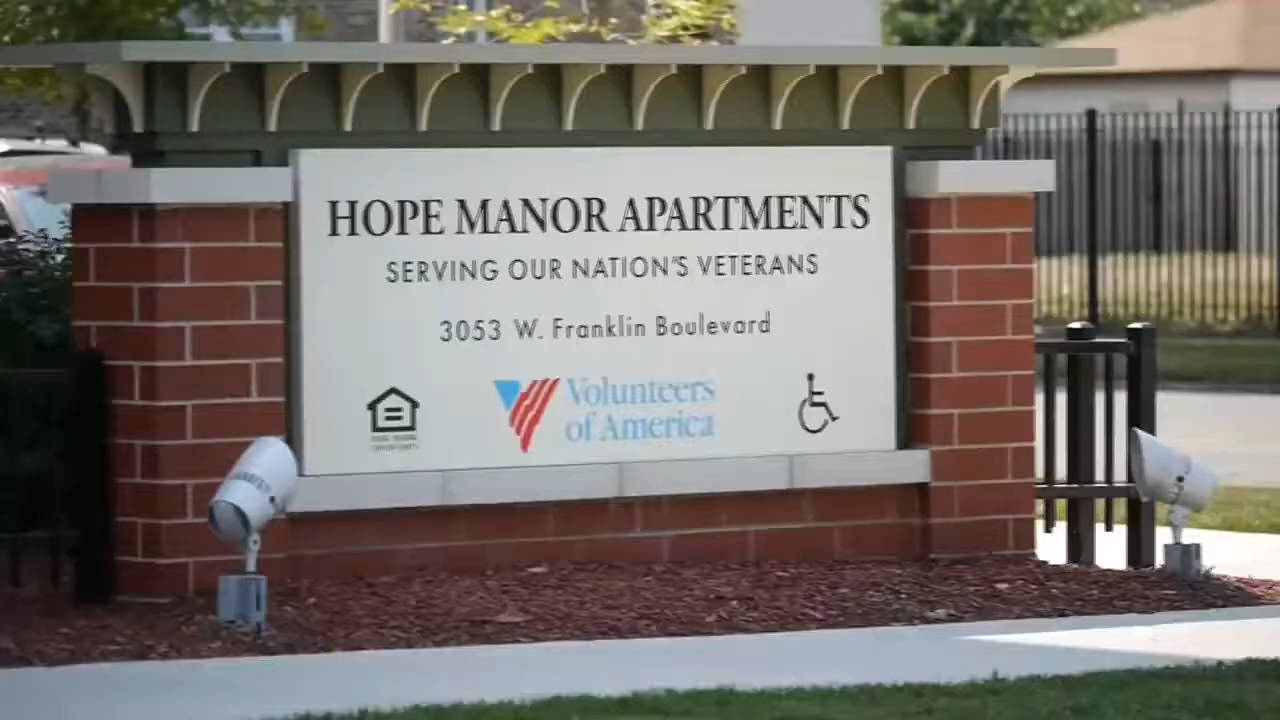 HOPE MANOR APARTMENTS
SERVING OUR NATION'S VETERANS
3053 W. Franklin Boulevard
Volunteers
of America